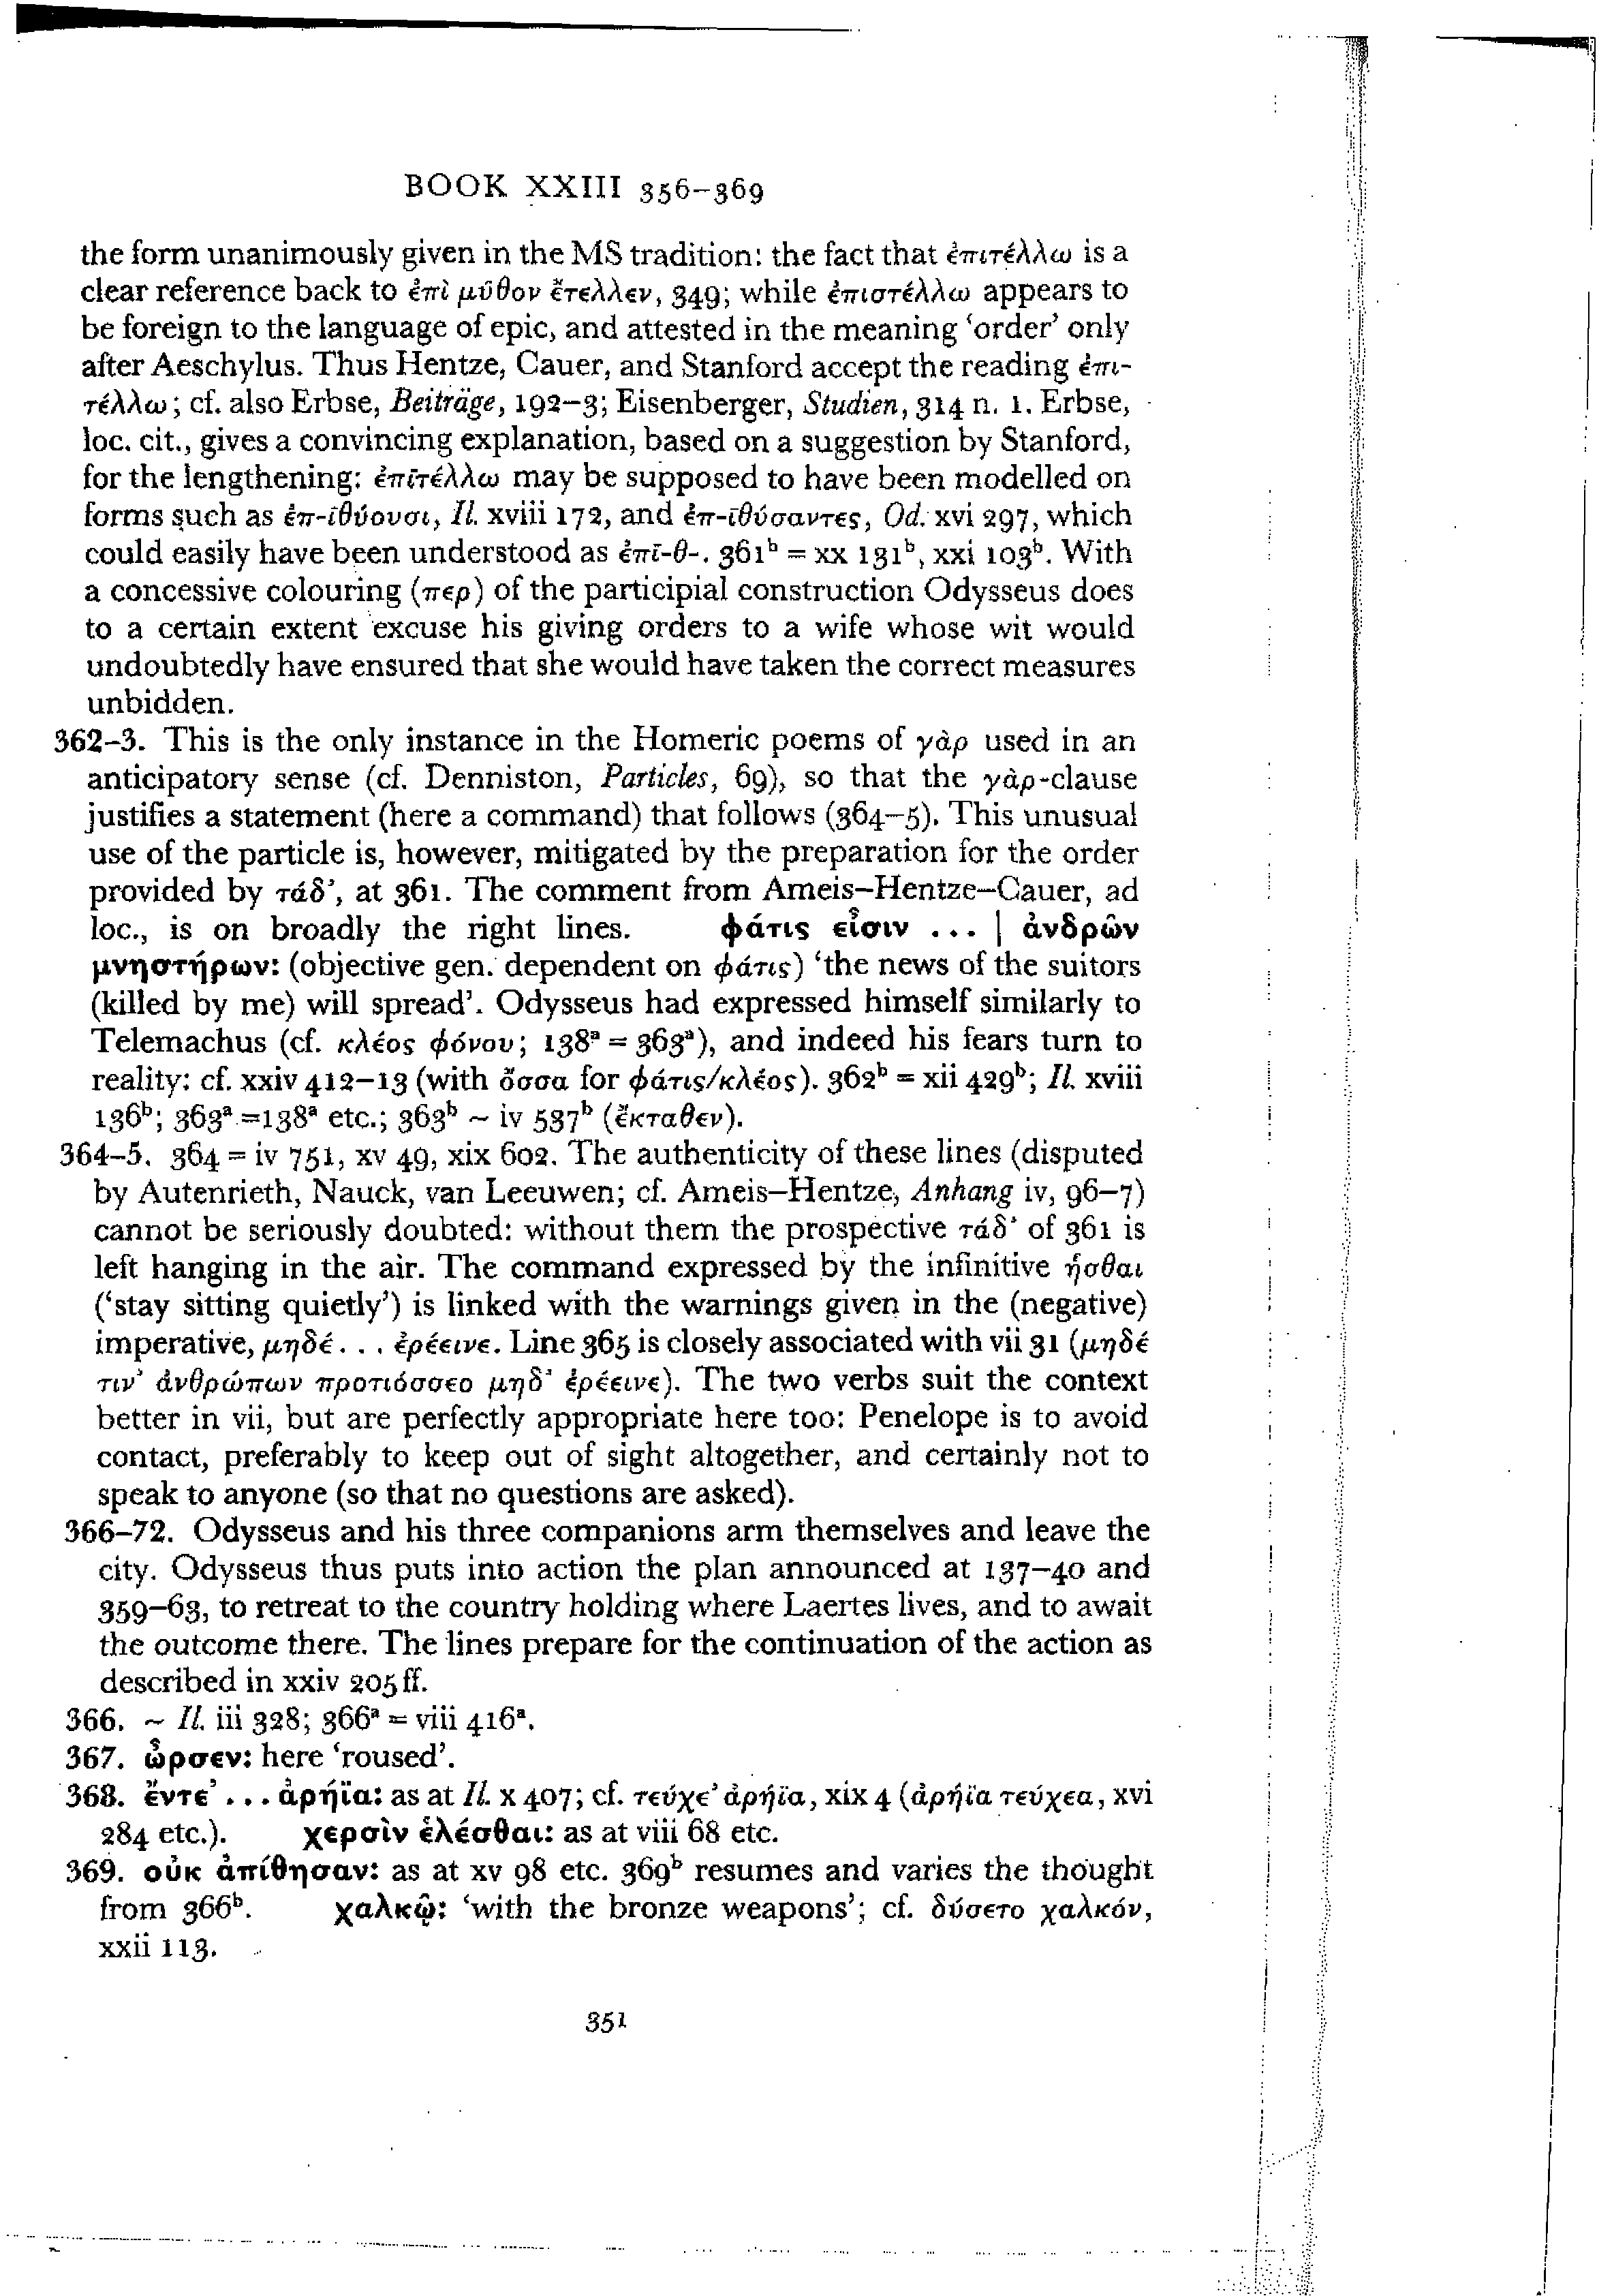 BOOK XXIII 356–369
the form unanimously given in the MS tradition: the fact that ἐπιτέλλω is a
clear reference back to ἐπὶ μῦθον ἔτελλεν, 349; while ἐπιστέλλω appears to
be foreign to the language of epic, and attested in the meaning ‘order’ only
after Aeschylus. Thus Hentze, Cauer, and Stanford accept the reading ἐπι-
τέλλω; cf. also Erbse, Beiträge, 192–3; Eisenberger, Studien, 314 n. 1. Erbse,
loc. cit., gives a convincing explanation, based on a suggestion by Stanford,
for the lengthening: ἐπῑτέλλω may be supposed to have been modelled on
forms such as ἐπ-ῑθύουσι, Il. xviii 172, and ἐπ-ῑθύσαντες, Od. xvi 297, which
could easily have been understood as ἐπῑ-θ-. 361ᵇ = xx 131ᵇ, xxi 103ᵇ. With
a concessive colouring (περ) of the participial construction Odysseus does
to a certain extent excuse his giving orders to a wife whose wit would
undoubtedly have ensured that she would have taken the correct measures
unbidden.
362–3. This is the only instance in the Homeric poems of γὰρ used in an
anticipatory sense (cf. Denniston, Particles, 69), so that the γὰρ-clause
justifies a statement (here a command) that follows (364–5). This unusual
use of the particle is, however, mitigated by the preparation for the order
provided by τάδ’, at 361. The comment from Ameis–Hentze–Cauer, ad
loc., is on broadly the right lines. φάτις εἶσιν ... | ἀνδρῶν
μνηστήρων: (objective gen. dependent on φάτις) ‘the news of the suitors
(killed by me) will spread’. Odysseus had expressed himself similarly to
Telemachus (cf. κλέος φόνου; 138ᵃ = 363ᵃ), and indeed his fears turn to
reality: cf. xxiv 412–13 (with ὄσσα for φάτις/κλέος). 362ᵇ = xii 429ᵇ; Il. xviii
136ᵇ; 363ᵃ =138ᵃ etc.; 363ᵇ ~ iv 537ᵇ (ἔκταθεν).
364–5. 364 = iv 751, xv 49, xix 602. The authenticity of these lines (disputed
by Autenrieth, Nauck, van Leeuwen; cf. Ameis–Hentze, Anhang iv, 96–7)
cannot be seriously doubted: without them the prospective τάδ’ of 361 is
left hanging in the air. The command expressed by the infinitive ἧσθαι
(‘stay sitting quietly’) is linked with the warnings given in the (negative)
imperative, μηδέ . . . ἐρέεινε. Line 365 is closely associated with vii 31 (μηδέ
τιν’ ἀνθρώπων προτιόσσεο μηδ’ ἐρέεινε). The two verbs suit the context
better in vii, but are perfectly appropriate here too: Penelope is to avoid
contact, preferably to keep out of sight altogether, and certainly not to
speak to anyone (so that no questions are asked).
366–72. Odysseus and his three companions arm themselves and leave the
city. Odysseus thus puts into action the plan announced at 137–40 and
359–63, to retreat to the country holding where Laertes lives, and to await
the outcome there. The lines prepare for the continuation of the action as
described in xxiv 205 ff.
366. ~ Il. iii 328; 366ᵃ = viii 416ᵃ.
367. ὦρσεν: here ‘roused’.
368. ἔντε’ ... ἀρήϊα: as at Il. x 407; cf. τεύχε’ ἀρήϊα, xix 4 (ἀρήϊα τεύχεα, xvi
284 etc.). χερσὶν ἑλέσθαι: as at viii 68 etc.
369. οὐκ ἀπίθησαν: as at xv 98 etc. 369ᵇ resumes and varies the thought
from 366ᵇ. χαλκῷ: ‘with the bronze weapons’; cf. δύσετο χαλκόν,
xxii 113.
351